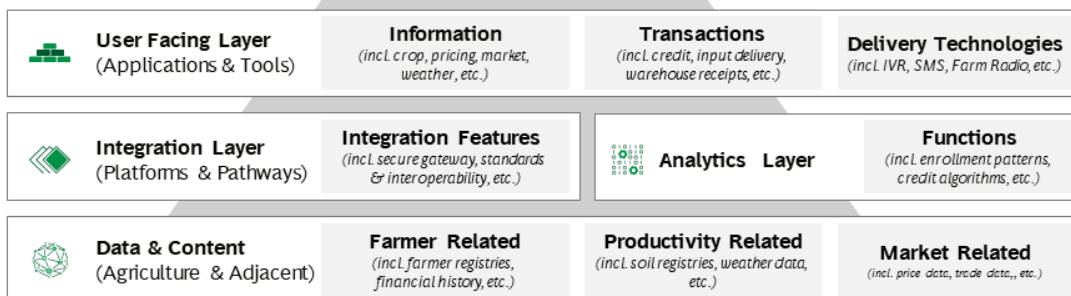 User Facing Layer
(Applications & Tools)
Information
(incl. crop, pricing, market,
weather, etc.)
Transactions
(incl. credit, input delivery,
warehouse receipts, etc.)
Delivery Technologies
(incl. IVR, SMS, Farm Radio, etc.)
Integration Layer
(Platforms & Pathways)
Integration Features
(incl. secure gateway, standards
& interoperability, etc.)
Analytics Layer
Functions
(incl. enrollment patterns,
credit algorithms, etc.)
Data & Content
(Agriculture & Adjacent)
Farmer Related
(incl. farmer registries,
financial history, etc.)
Productivity Related
(incl. soil registries, weather data,
etc.)
Market Related
(incl. price data, trade data,, etc.)